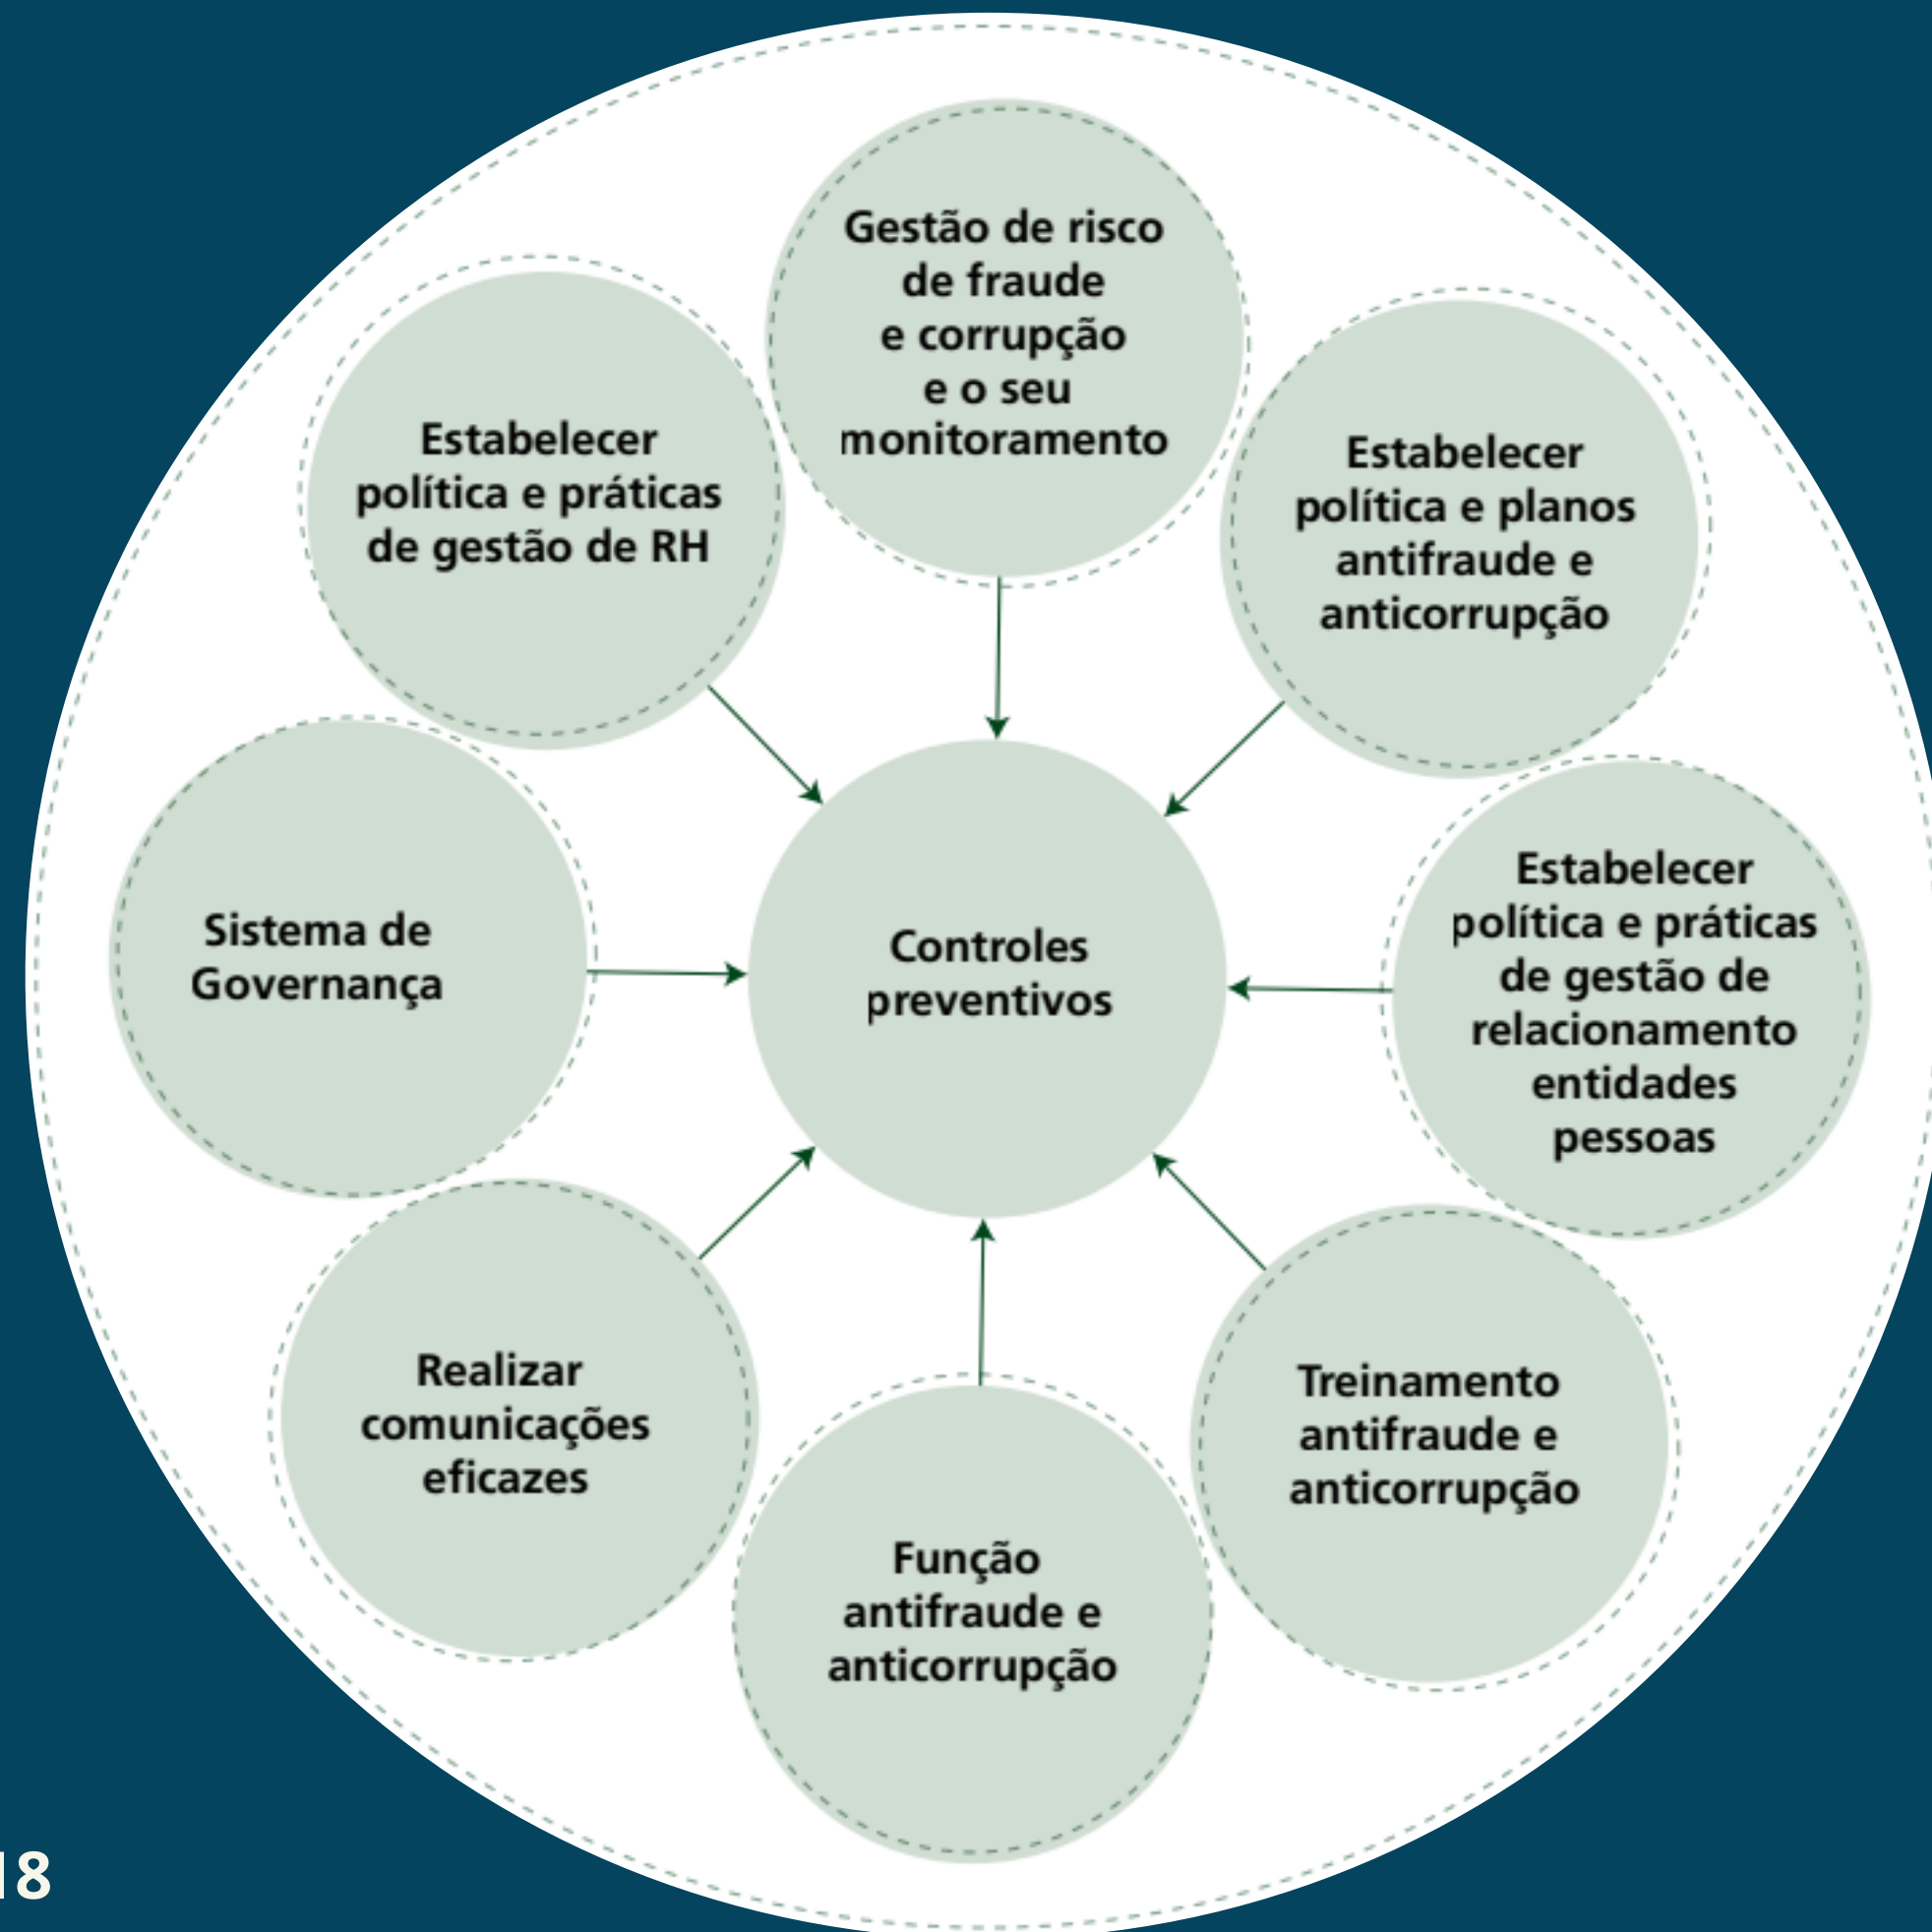 Gestão de risco
de fraude
e corrupção
e o seu
monitoramento
Estabelecer
política e práticas
de gestão de RH
Estabelecer
política e planos
antifraude e
anticorrupção
Sistema de
Governança
Controles
preventivos
Estabelecer
política e práticas
de gestão de
relacionamento
entidades
pessoas
Realizar
comunicações
eficazes
Função
antifraude e
anticorrupção
Treinamento
antifraude e
anticorrupção
18